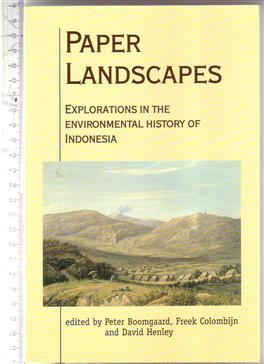 PAPER
LANDSCAPES
EXPLORATIONS IN THE
ENVIRONMENTAL HISTORY OF
INDONESIA
edited by Peter Boomgaard, Freek Colombijn
and David Henley